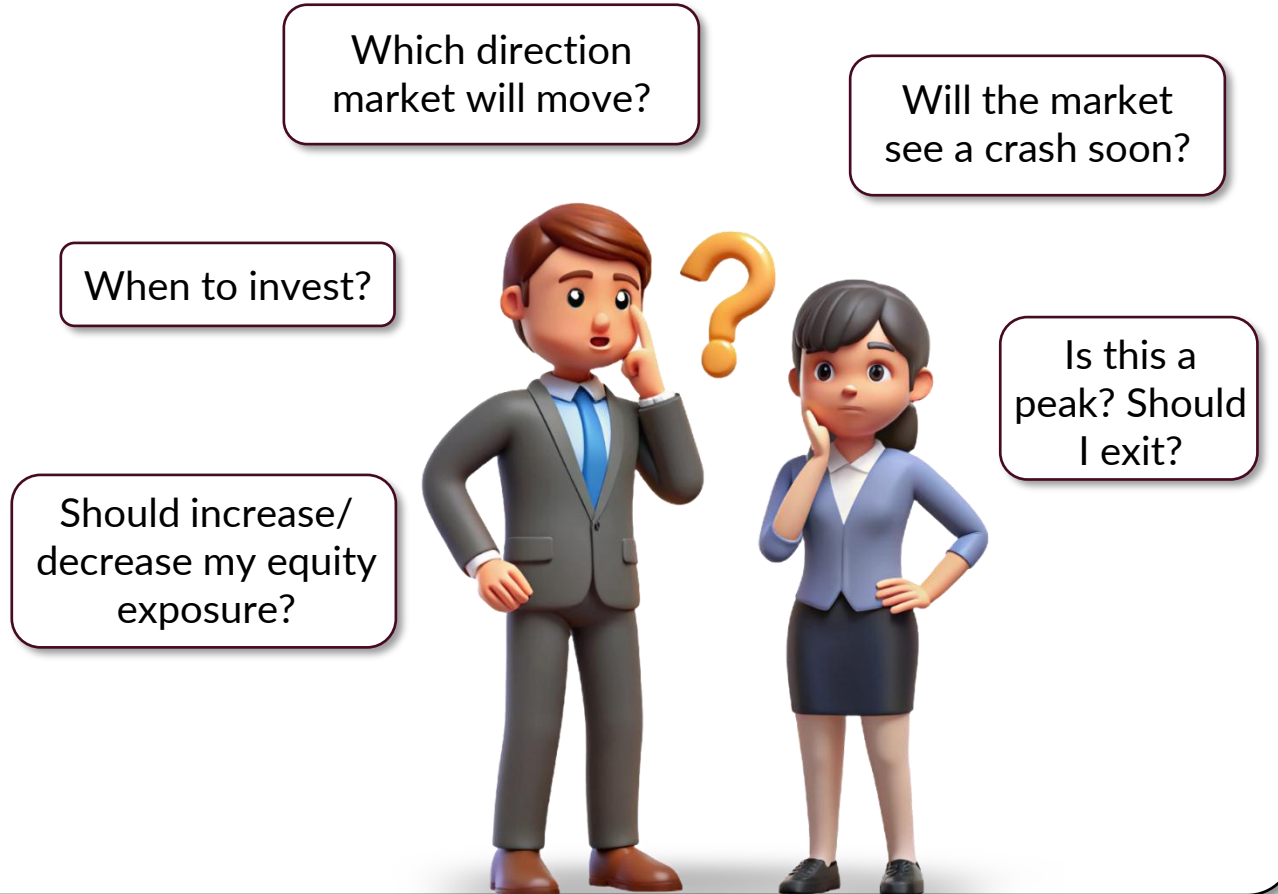 Which direction
market will move?
Will the market
see a crash soon?
When to invest?
Is this a
peak? Should
I exit?
Should increase/
decrease my equity
exposure?